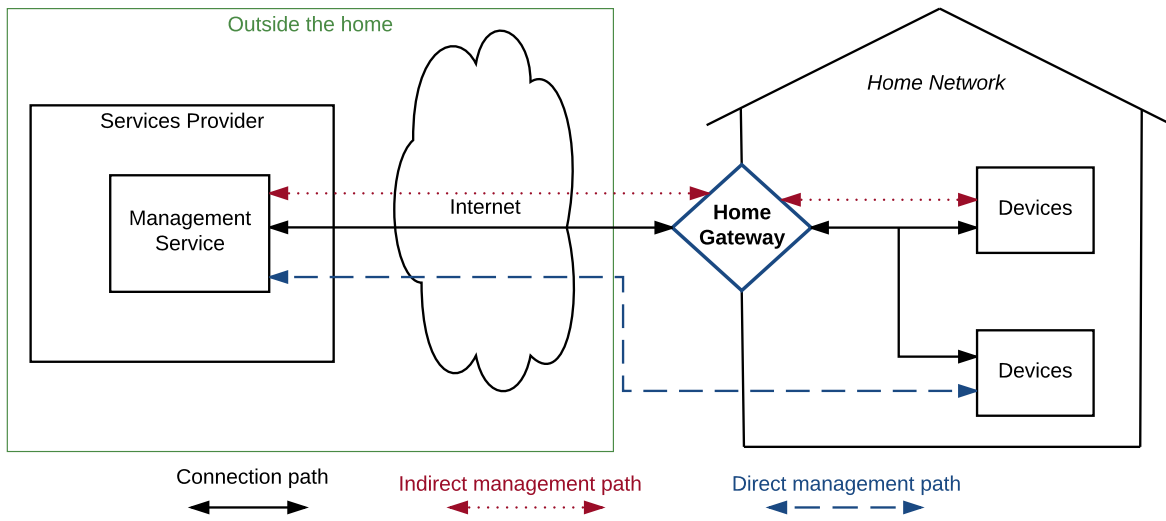 Outside the home
Home Network
Services Provider
Management
Service
Internet
Home
Gateway
Devices
Devices
Connection path
Indirect management path
Direct management path